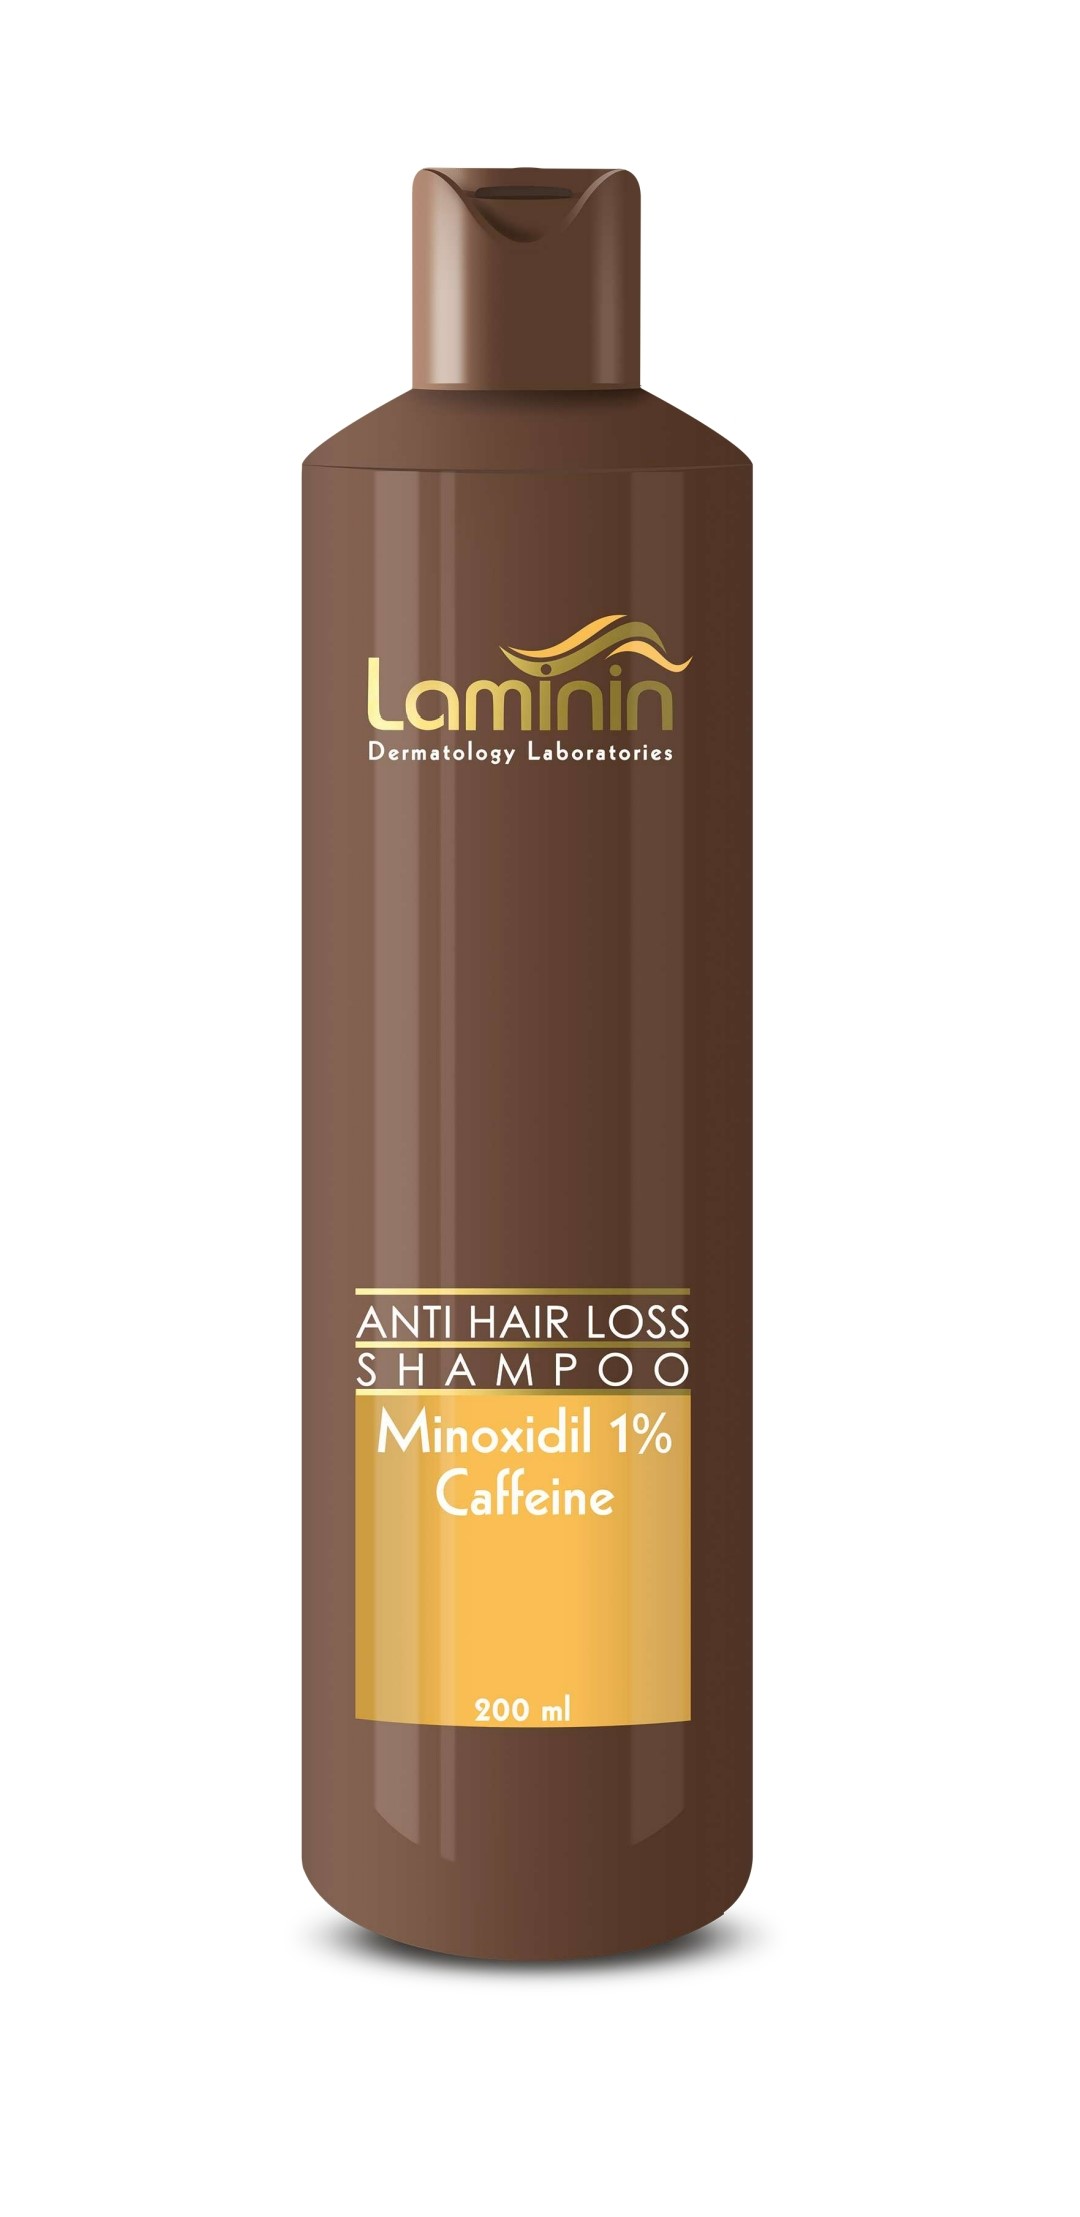 Laminin
Dermatology Laboratories
ANTI HAIR LOSS
SHAMPOO
Minoxidil 1%
Caffeine
200 ml